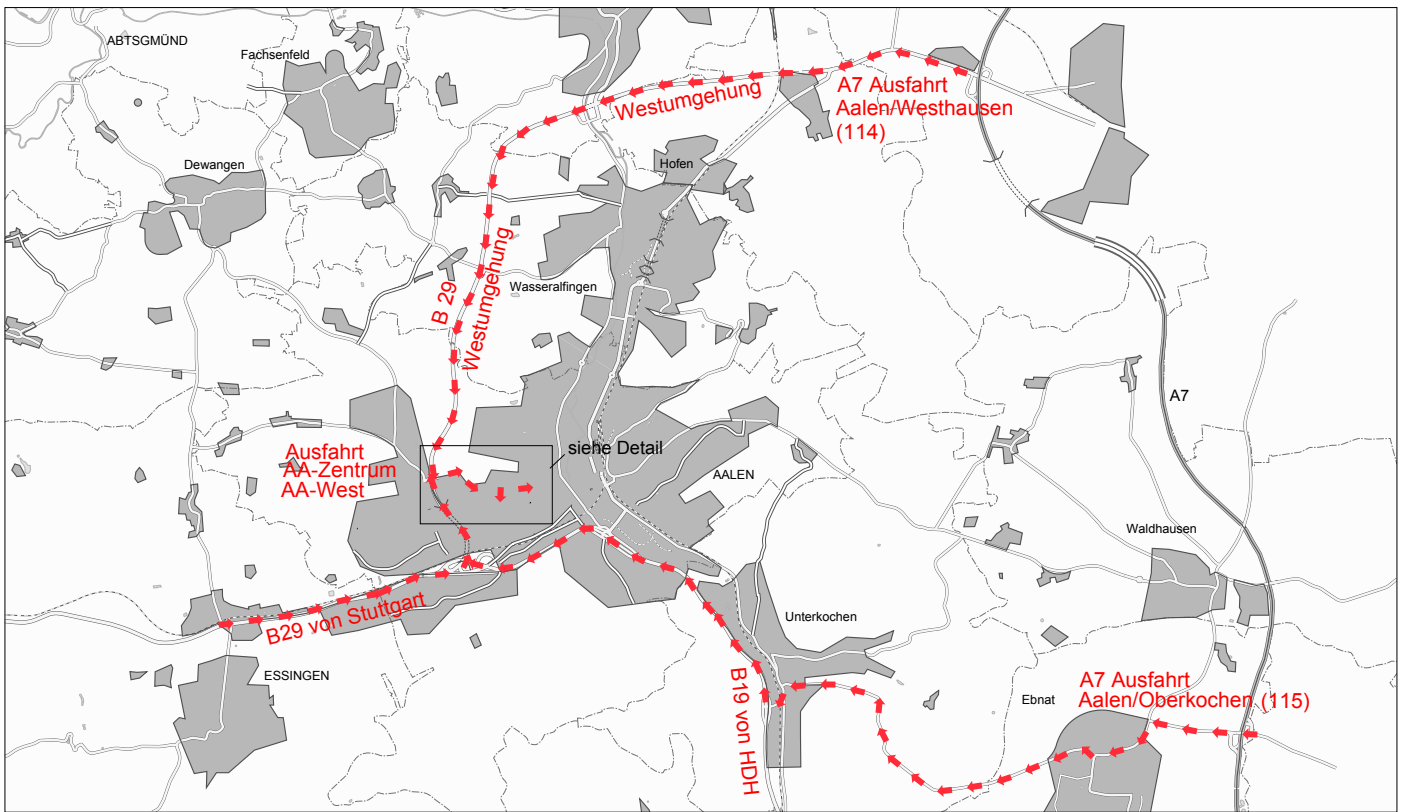 ABTSGMÜND
Fachsenfeld
A7 Ausfahrt
Aalen/Westhausen
(114)
Westumgehung
Dewangen
Hofen
B 29
Westumgehung
Wasseralfingen
A7
Ausfahrt
AA-Zentrum
AA-West
siehe Detail
AALEN
Waldhausen
B29 von Stuttgart
Unterkochen
ESSINGEN
B19 von HDH
Ebnat
A7 Ausfahrt
Aalen/Oberkochen (115)